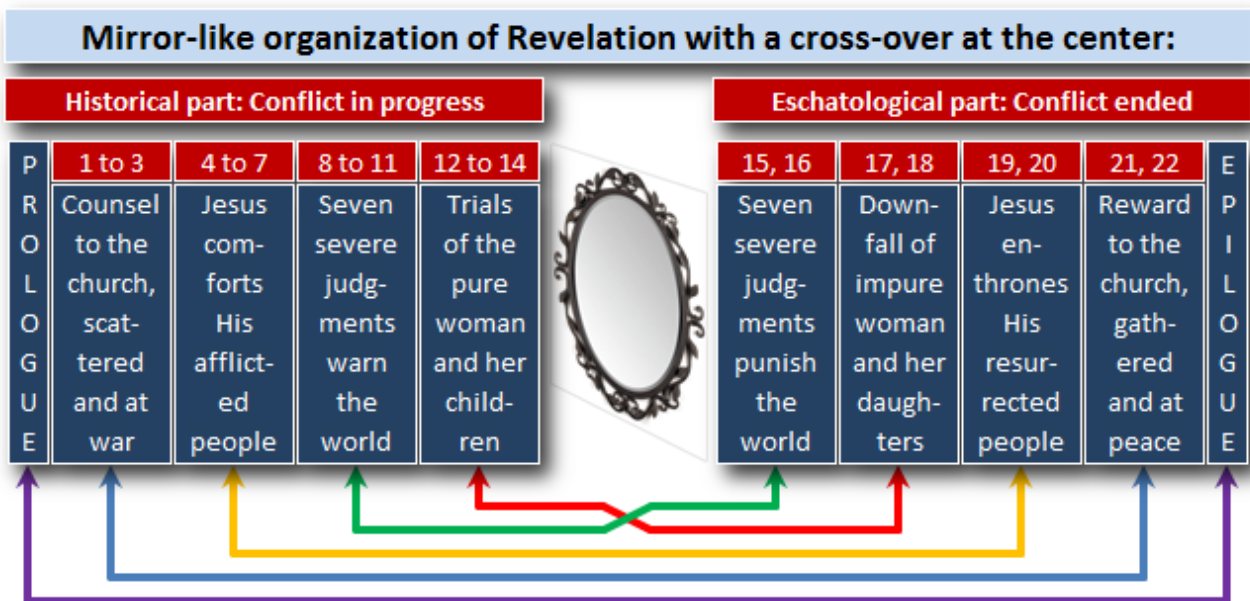 Mirror-like organization of Revelation with a cross-over at the center:
Historical part: Conflict in progress
Eschatological part: Conflict ended
P
R
O
L
O
G
U
E
1 to 3
Counsel
to the
church,
scat-
tered
and at
war
4 to 7
Jesus
com-
forts
His
afflict-
ed
people
8 to 11
Seven
severe
judg-
ments
warn
the
world
12 to 14
Trials
of the
pure
woman
and her
child-
ren
15, 16
Seven
severe
judg-
ments
punish
the
world
17, 18
Down-
fall of
impure
woman
and her
daugh-
ters
19, 20
Jesus
en-
thrones
His
resur-
rected
people
21, 22
Reward
to the
church,
gath-
ered
and at
peace
E
P
I
L
O
G
U
E